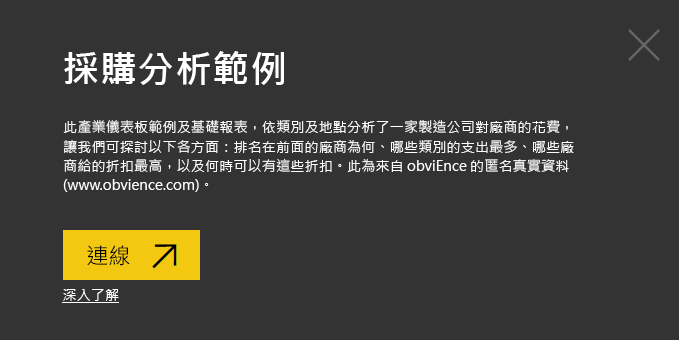 採購分析範例
此產業儀表板範例及基礎報表，依類別及地點分析了一家製造公司對廠商的花費，
讓我們可探討以下各方面：排名在前面的廠商為何、哪些類別的支出最多、哪些廠
商給的折扣最高，以及何時可以有這些折扣。此為來自 obviEnce 的匿名真實資料
(www.obvience.com)。
連線
深入了解